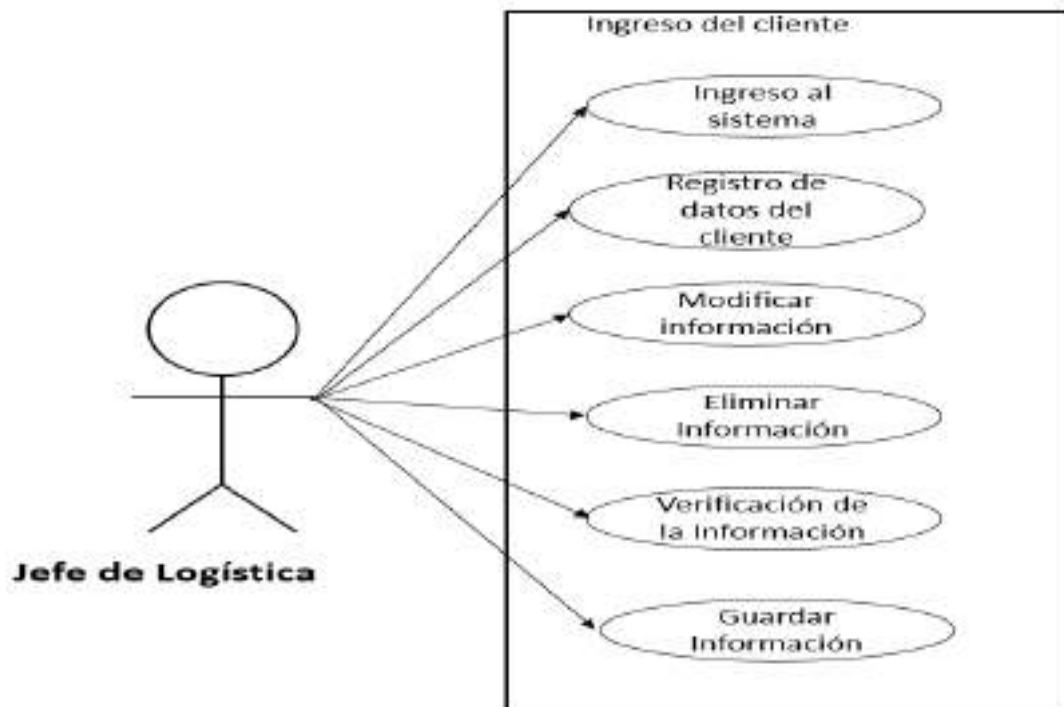 Ingreso del cliente
Ingreso al
sistema
Registro de
datos del
cliente
Modificar
información
Eliminar
Información
Verificación de
la Información
Guardar
Información
Jefe de Logística